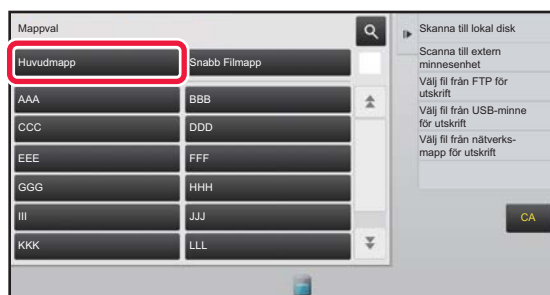 Mappval
Huvudmapp
Snabb Filmapp
AAA
BBB
CCC
DDD
EEE
FFF
GGG
HHH
III
JJJ
KKK
LLL
Skanna till lokal disk
Scanna till extern
minnesenhet
Välj fil från FTP för
utskrift
Välj fil från USB-minne
för utskrift
Välj fil från nätverks-
mapp för utskrift
CA